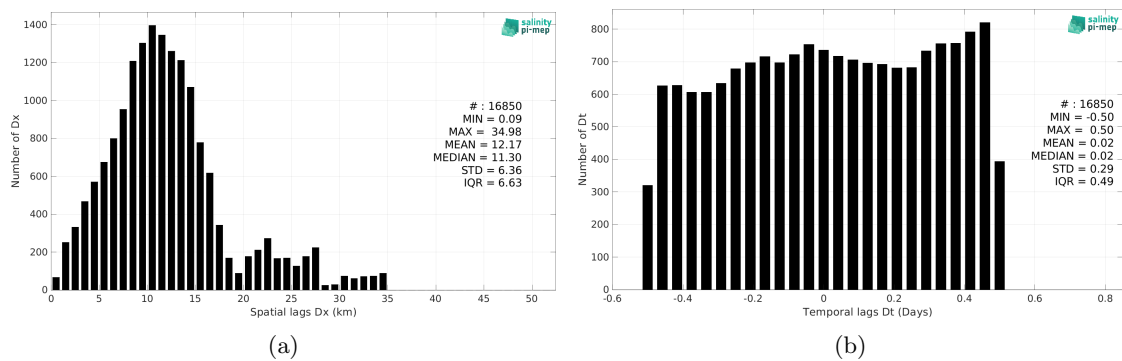 1400
1200
1000
800
600
400
200
0
Number of Dx
0 5 10 15 20 25 30 35 40 45 50
Spatial lags Dx (km)
salinity
pi-mep
# : 16850
MIN = 0.09
MAX = 34.98
MEAN = 12.17
MEDIAN = 11.30
STD = 6.36
IQR = 6.63
(a)
800
700
600
500
400
300
200
100
0
Number of Dt
-0.6 -0.4 -0.2 0 0.2 0.4 0.6 0.8
Temporal lags Dt (Days)
salinity
pi-mep
# : 16850
MIN = -0.50
MAX = 0.50
MEAN = 0.02
MEDIAN = 0.02
STD = 0.29
IQR = 0.49
(b)